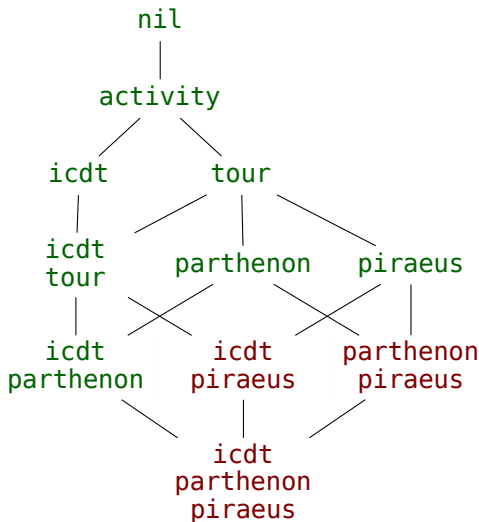 nil
activity
icdt
tour
icdt
tour
parthenon
piraeus
icdt
parthenon
icdt
piraeus
parthenon
piraeus
icdt
parthenon
piraeus